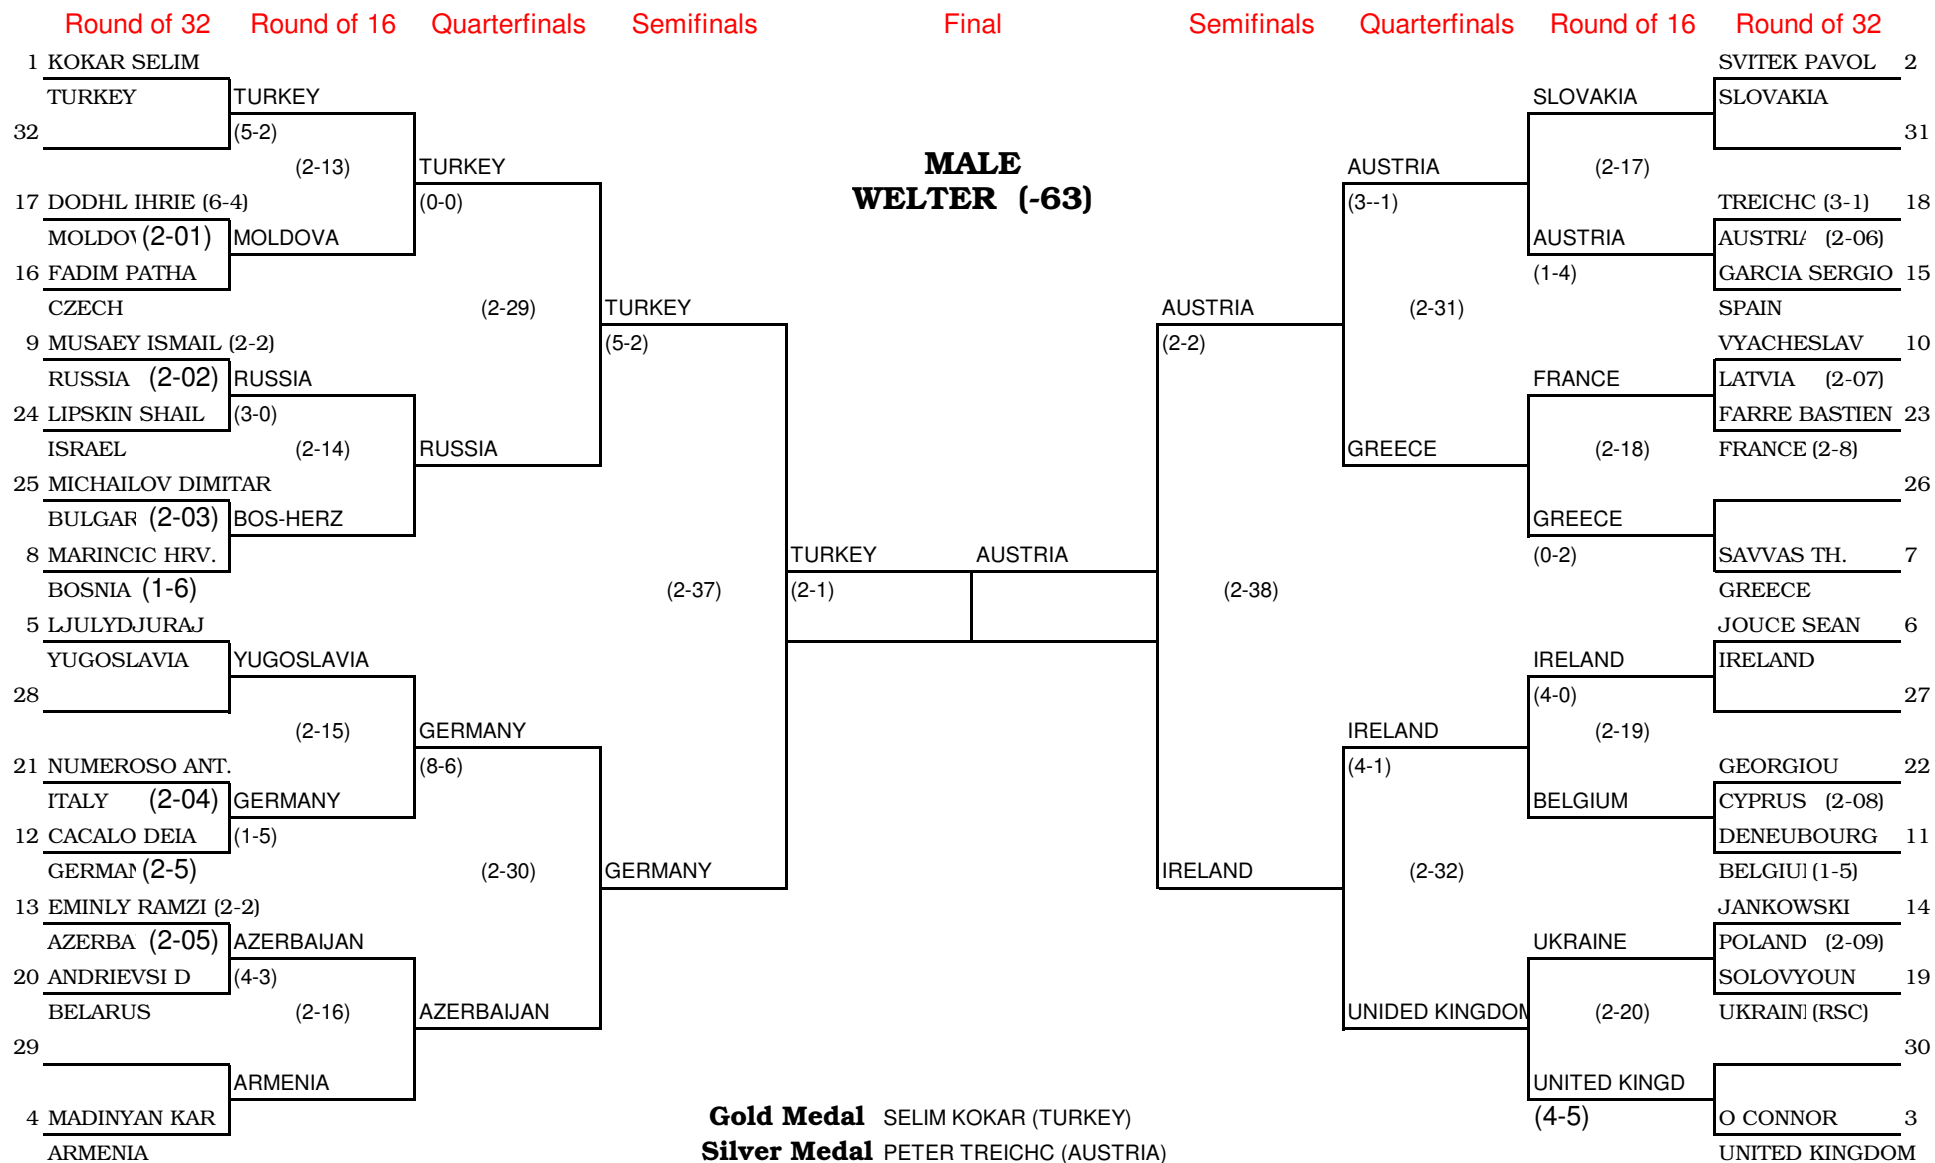 Round of 32 Round of 16 Quarterfinals Semifinals Final Semifinals Quarterfinals Round of 16 Round of 32
1 KOKAR SELIM SVITEK PAVOL 2
TURKEY TURKEY SLOVAKIA SLOVAKIA
32 (5-2) 31
(2-13) TURKEY MALE AUSTRIA (2-17)
17 DODHL IHRIE (6-4) (0-0) WELTER (-63) (3--1) TREICHC (3-1) 18
MOLDOV (2-01) MOLDOVA AUSTRIA AUSTRIA (2-06)
16 FADIM PATHA (1-4) GARCIA SERGIO 15
CZECH (2-29) TURKEY AUSTRIA (2-31) SPAIN
9 MUSAEY ISMAIL (2-2) (5-2) (2-2) VYACHESLAV 10
RUSSIA (2-02) RUSSIA FRANCE LATVIA (2-07)
24 LIPSKIN SHAIL (3-0) FARRE BASTIEN 23
ISRAEL (2-14) RUSSIA GREECE (2-18) FRANCE (2-8)
25 MICHAILOV DIMITAR 26
BULGAR (2-03) BOS-HERZ GREECE
8 MARINCIC HRV. TURKEY AUSTRIA (0-2) SAVVAS TH. 7
BOSNIA (1-6) (2-37) (2-1) (2-38) GREECE
5 LJULYDJURAJ JOUCE SEAN 6
YUGOSLAVIA YUGOSLAVIA IRELAND IRELAND
28 (4-0) 27
(2-15) GERMANY IRELAND (2-19)
21 NUMEROSO ANT. (8-6) (4-1) GEORGIOU 22
ITALY (2-04) GERMANY BELGIUM CYPRUS (2-08)
12 CACALO DEIA (1-5) DENEUBOURG 11
GERMAN (2-5) (2-30) GERMANY IRELAND (2-32) BELGIUI (1-5)
13 EMINLY RAMZI (2-2) JANKOWSKI 14
AZERBA (2-05) AZERBAIJAN UKRAINE POLAND (2-09)
20 ANDRIEVSI D (4-3) SOLOVYOUN 19
BELARUS (2-16) AZERBAIJAN UNIDED KINGDOM (2-20) UKRAINI (RSC)
29 30
ARMENIA UNITED KINGD
4 MADINYAN KAR Gold Medal SELIM KOKAR (TURKEY) (4-5) O CONNOR 3
ARMENIA Silver Medal PETER TREICHC (AUSTRIA) UNITED KINGDOM